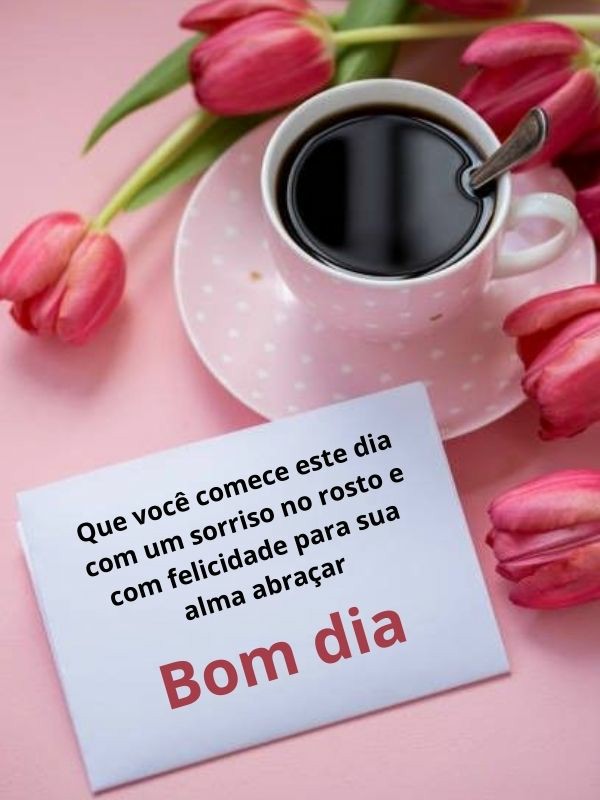 Que você comece este dia
com um sorriso no rosto e
com felicidade para sua
alma abraçar
Bom dia